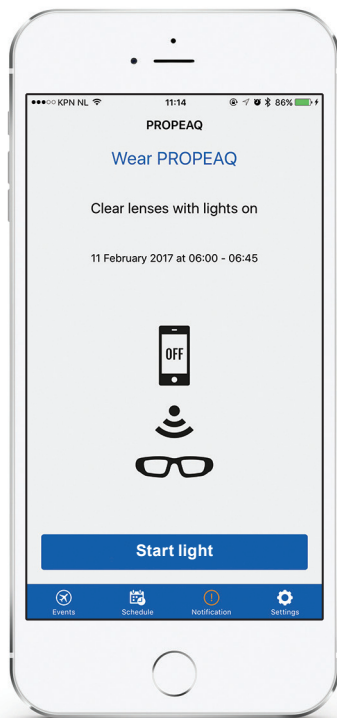 KPN NL 11:14 86%
PROPEAQ
Wear PROPEAQ
Clear lenses with lights on
11 February 2017 at 06:00 - 06:45
OFF
Start light
Events Schedule Notification Settings